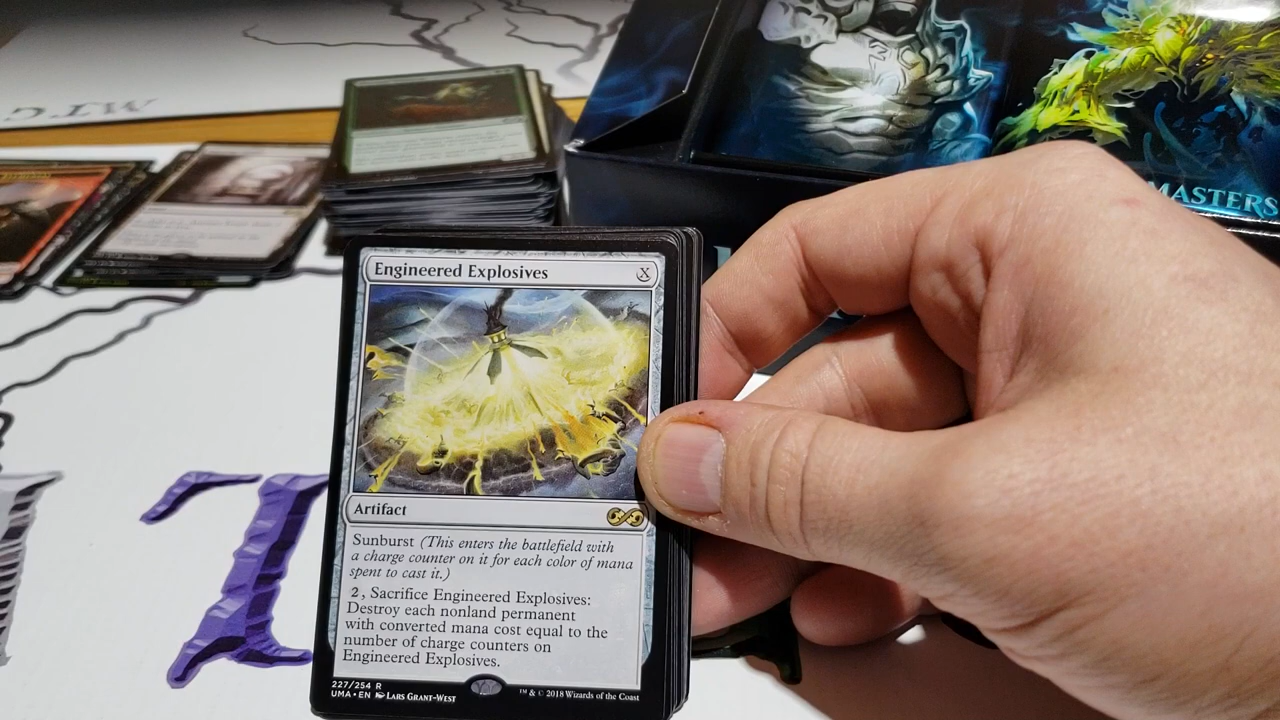 MASTERS
Engineered Explosives X
Artifact
Sunburst (This enters the battlefield with
a charge counter on it for each color of mana
spent to cast it.)
2, Sacrifice Engineered Explosives:
Destroy each nonland permanent
with converted mana cost equal to the
number of charge counters on
Engineered Explosives.
227/254 R
UMA • EN Lars Grant-West
™ & © 2018 Wizards of the Coast